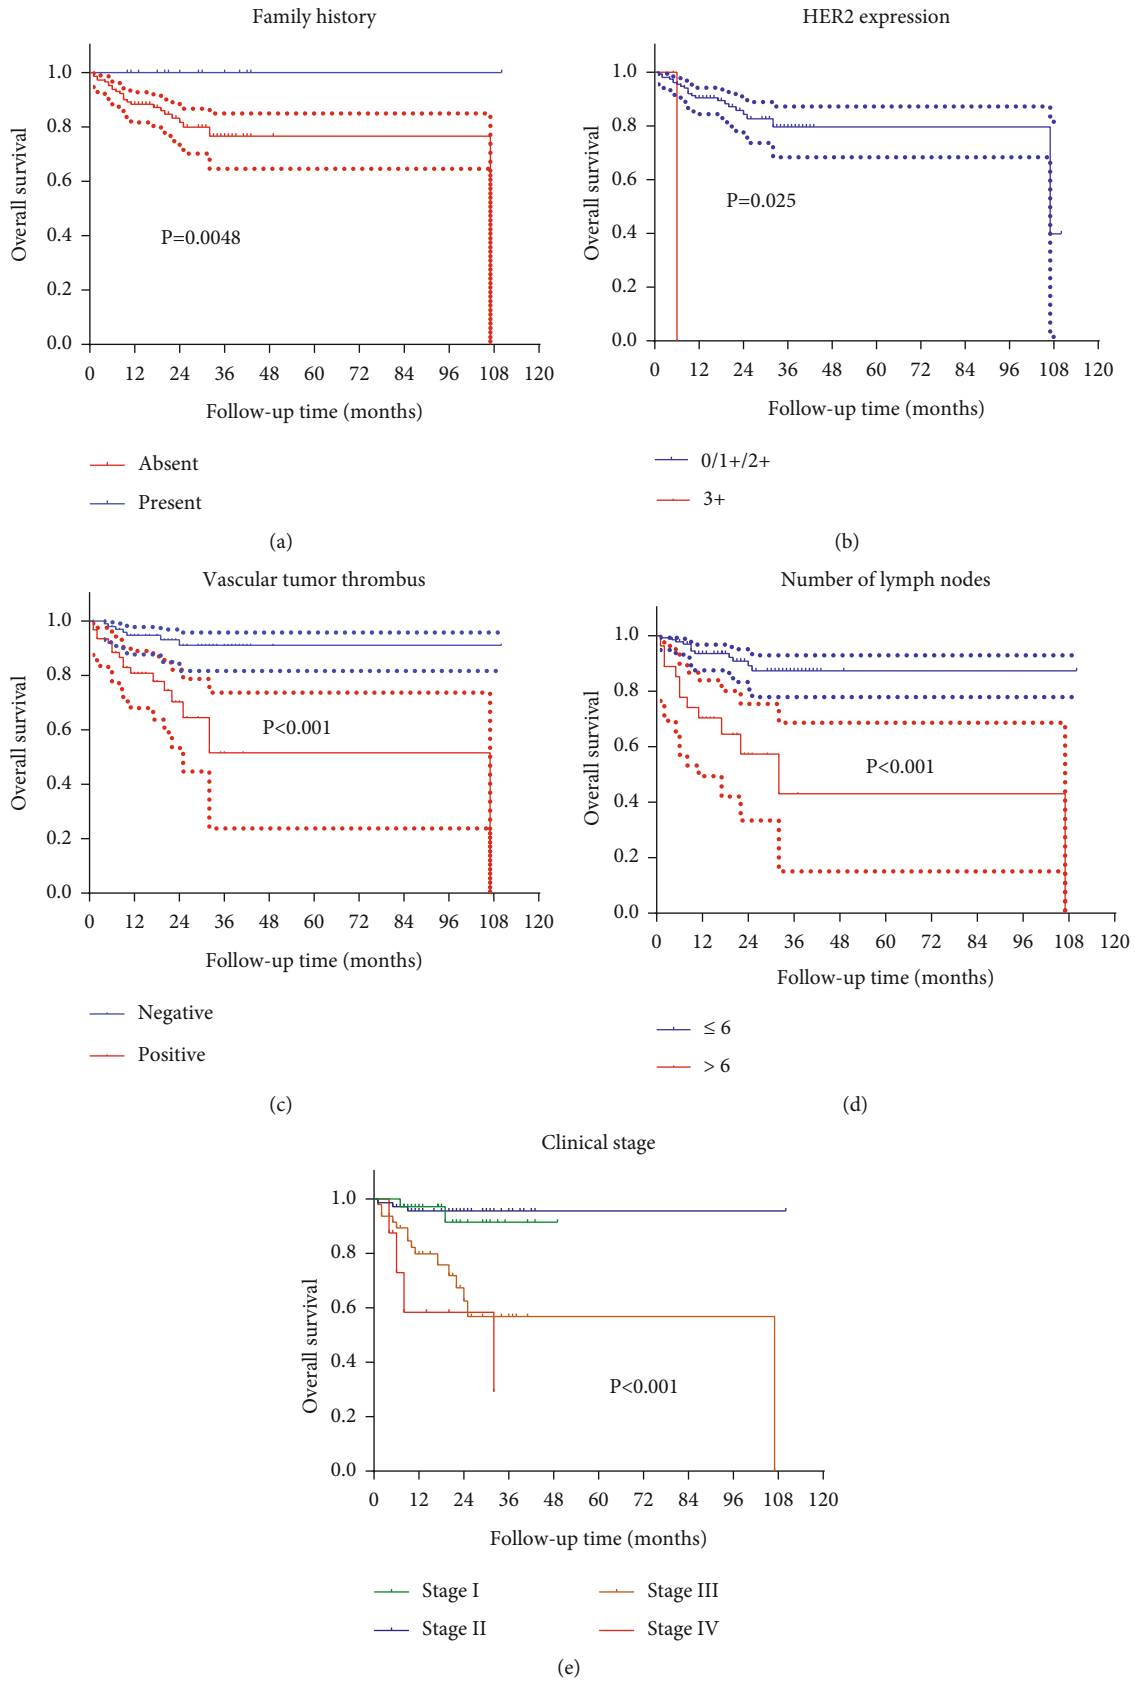 Family history
Overall survival
1.0
0.8
0.6
0.4
0.2
0.0
P=0.0048
0 12 24 36 48 60 72 84 96 108 120
Follow-up time (months)
Absent
Present
(a)
HER2 expression
Overall survival
1.0
0.8
0.6
0.4
0.2
0.0
P=0.025
0 12 24 36 48 60 72 84 96 108 120
Follow-up time (months)
0/1+/2+
3+
(b)
Vascular tumor thrombus
Overall survival
1.0
0.8
0.6
0.4
0.2
0.0
P<0.001
0 12 24 36 48 60 72 84 96 108 120
Follow-up time (months)
Negative
Positive
(c)
Number of lymph nodes
Overall survival
1.0
0.8
0.6
0.4
0.2
0.0
P<0.001
0 12 24 36 48 60 72 84 96 108 120
Follow-up time (months)
≤ 6
> 6
(d)
Clinical stage
Overall survival
1.0
0.8
0.6
0.4
0.2
0.0
P<0.001
0 12 24 36 48 60 72 84 96 108 120
Follow-up time (months)
Stage I
Stage II
Stage III
Stage IV
(e)